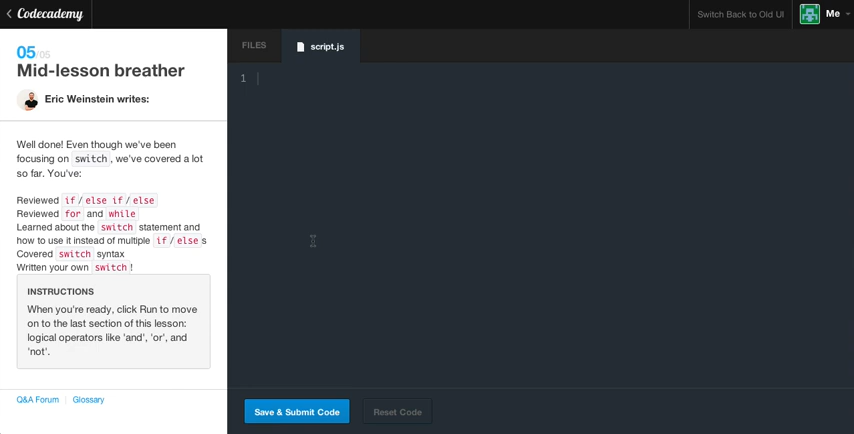 Codecademy
Switch Back to Old UI
Me
05/05
Mid-lesson breather
Eric Weinstein writes:
Well done! Even though we've been
focusing on switch, we've covered a lot
so far. You've:
Reviewed if / else if / else
Reviewed for and while
Learned about the switch statement and
how to use it instead of multiple if / else s
Covered switch syntax
Written your own switch!
INSTRUCTIONS
When you're ready, click Run to move
on to the last section of this lesson:
logical operators like 'and', 'or', and
'not'.
Q&A Forum
Glossary
FILES
script.js
1
Save & Submit Code
Reset Code